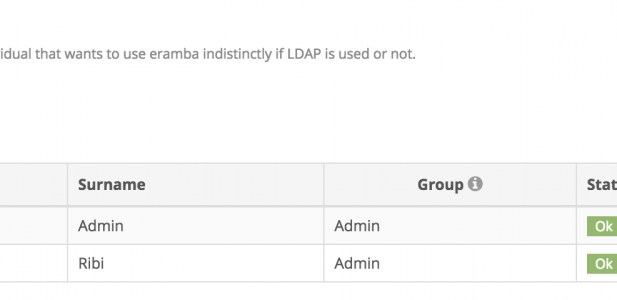 idual that wants to use eramba indistinctly if LDAP is used or not.
Surname Group Stat
Admin Admin Ok
Ribi Admin Ok